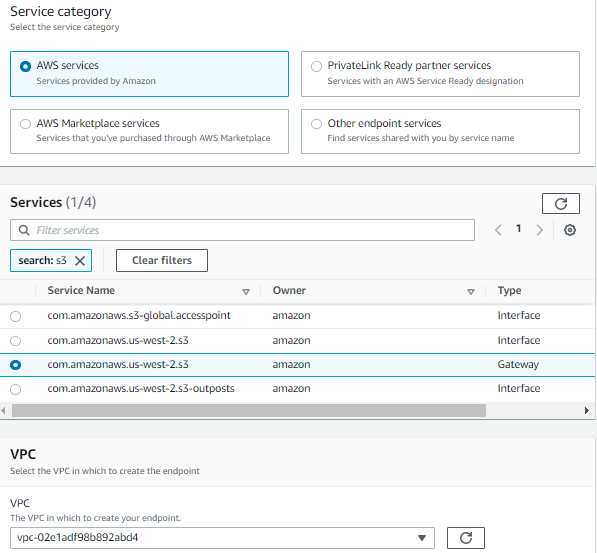 Service category
Select the service category
AWS services
Services provided by Amazon
PrivateLink Ready partner services
Services with an AWS Service Ready designation
AWS Marketplace services
Services that you've purchased through AWS Marketplace
Other endpoint services
Find services shared with you by service name
Services (1/4)
Filter services
1
search: s3
Clear filters
Service Name Owner Type
com.amazonaws.s3-global.accesspoint amazon Interface
com.amazonaws.us-west-2.s3 amazon Interface
com.amazonaws.us-west-2.s3 amazon Gateway
com.amazonaws.us-west-2.s3-outposts amazon Interface
VPC
Select the VPC in which to create the endpoint
VPC
The VPC in which to create your endpoint.
vpc-02e1adf98b892abd4